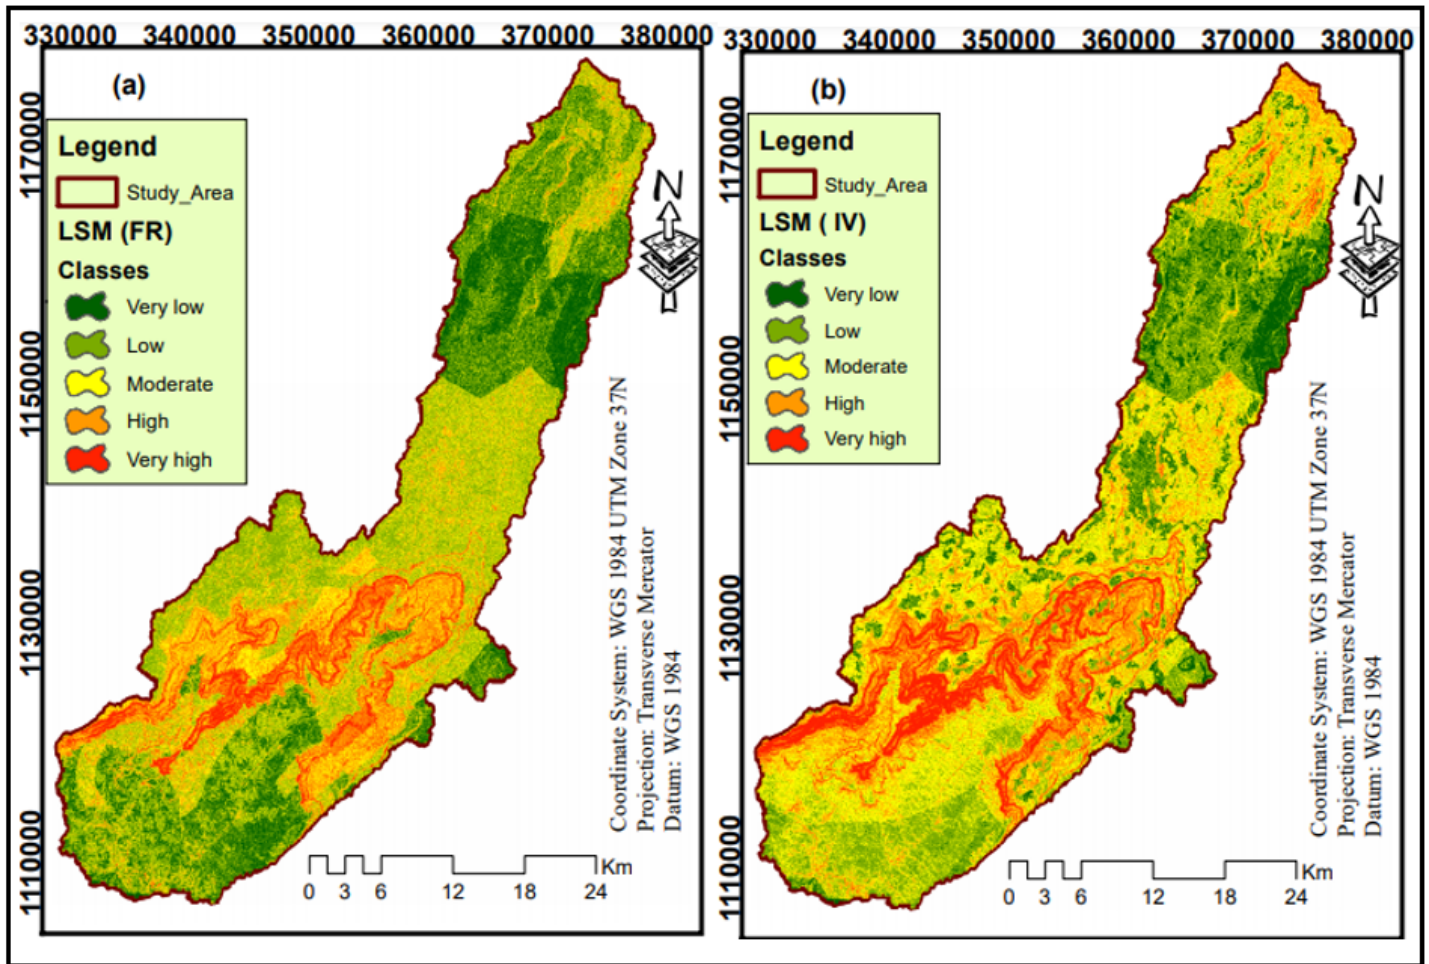 330000 340000 350000 360000 370000 380000
(a)
1170000
1150000
1130000
1110000
Legend
Study_Area
LSM (FR)
Classes
Very low
Low
Moderate
High
Very high
N
Coordinate System: WGS 1984 UTM Zone 37N
Projection: Transverse Mercator
Datum: WGS 1984
Km
0 3 6 12 18 24
330000 340000 350000 360000 370000 380000
(b)
1170000
1150000
1130000
1110000
Legend
Study_Area
LSM ( IV)
Classes
Very low
Low
Moderate
High
Very high
N
Coordinate System: WGS 1984 UTM Zone 37N
Projection: Transverse Mercator
Datum: WGS 1984
Km
0 3 6 12 18 24